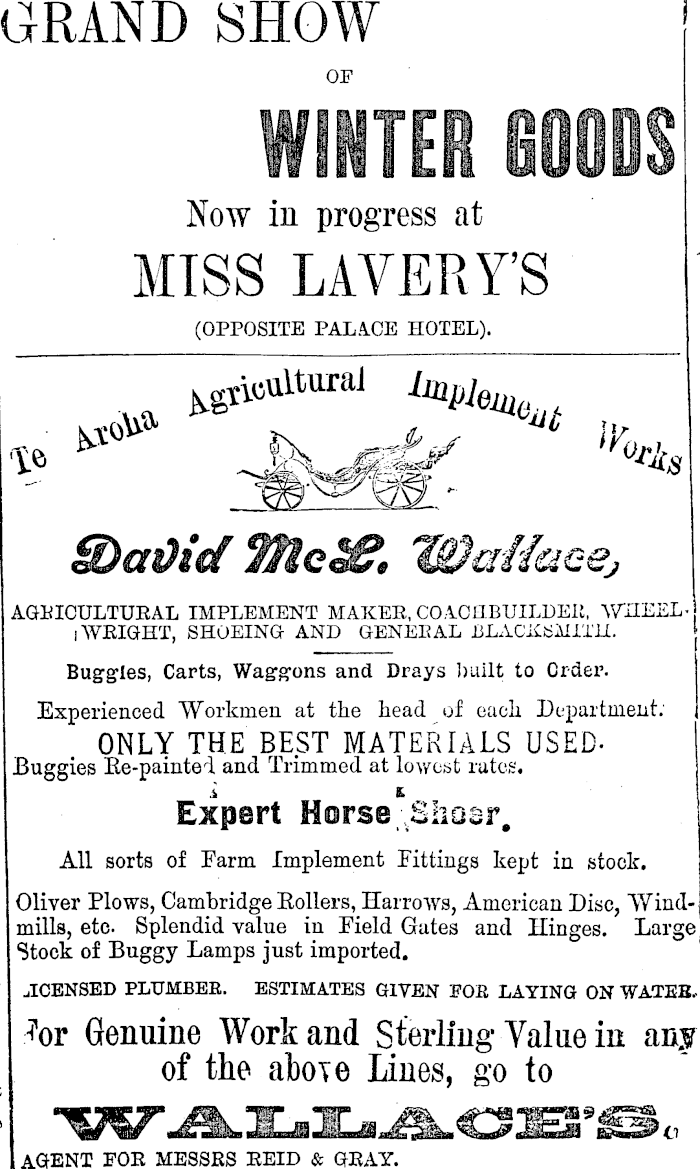 GRAND SHOW
OF
WINTER GOODS
Now in progress at
MISS LAVERY'S
(OPPOSITE PALACE HOTEL).
Te Aroha Agricultural Implement Works
David McL. Wallace,
AGRICULTURAL IMPLEMENT MAKER, COACHBUILDER, WHEEL-
WRIGHT, SHOEING AND GENERAL BLACKSMITH.
Buggies, Carts, Waggons and Drays built to Order.
Experienced Workmen at the head of each Department.
ONLY THE BEST MATERIALS USED.
Buggies Re-painted and Trimmed at lowest rates.
Expert Horse Shoer.
All sorts of Farm Implement Fittings kept in stock.
Oliver Plows, Cambridge Rollers, Harrows, American Disc, Wind-
mills, etc. Splendid value in Field Gates and Hinges. Large
Stock of Buggy Lamps just imported.
LICENSED PLUMBER. ESTIMATES GIVEN FOR LAYING ON WATER.
For Genuine Work and Sterling Value in any
of the above Lines, go to
WALLACE'S.
AGENT FOR MESSRS REID & GRAY.